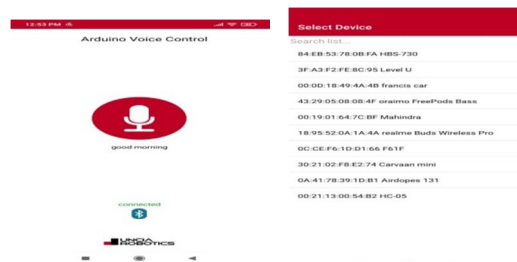 12:53 PM
Arduino Voice Control
good morning
connected
UNCIA
ROBOTICS
Select Device
Search list...
84:EB:53:78:0B:FA HBS-730
3F:A3:F2:FE:8C:95 Level U
00:0D:18:49:4A:4B francis car
43:29:05:08:08:4F oraimo FreePods Bass
00:19:01:64:7C:BF Mahindra
18:95:52:0A:1A:4A realme Buds Wireless Pro
0C:CE:F6:1D:D1:66 F61F
30:21:02:F8:E2:74 Carvaan mini
0A:41:78:39:1D:B1 Airdopes 131
00:21:13:00:54:B2 HC-05